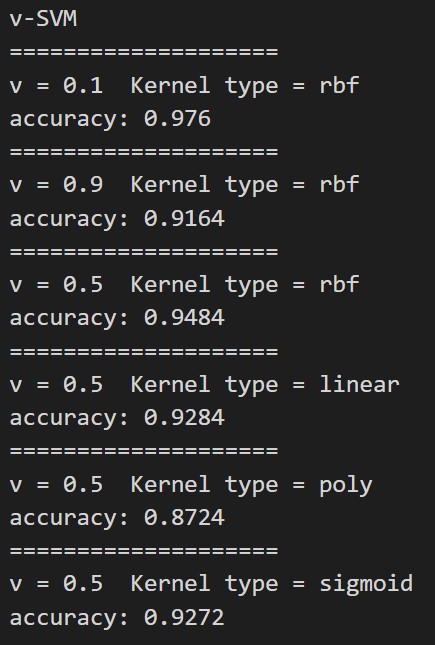 v-SVM
====================
v = 0.1  Kernel type = rbf
accuracy: 0.976
====================
v = 0.9  Kernel type = rbf
accuracy: 0.9164
====================
v = 0.5  Kernel type = rbf
accuracy: 0.9484
====================
v = 0.5  Kernel type = linear
accuracy: 0.9284
====================
v = 0.5  Kernel type = poly
accuracy: 0.8724
====================
v = 0.5  Kernel type = sigmoid
accuracy: 0.9272